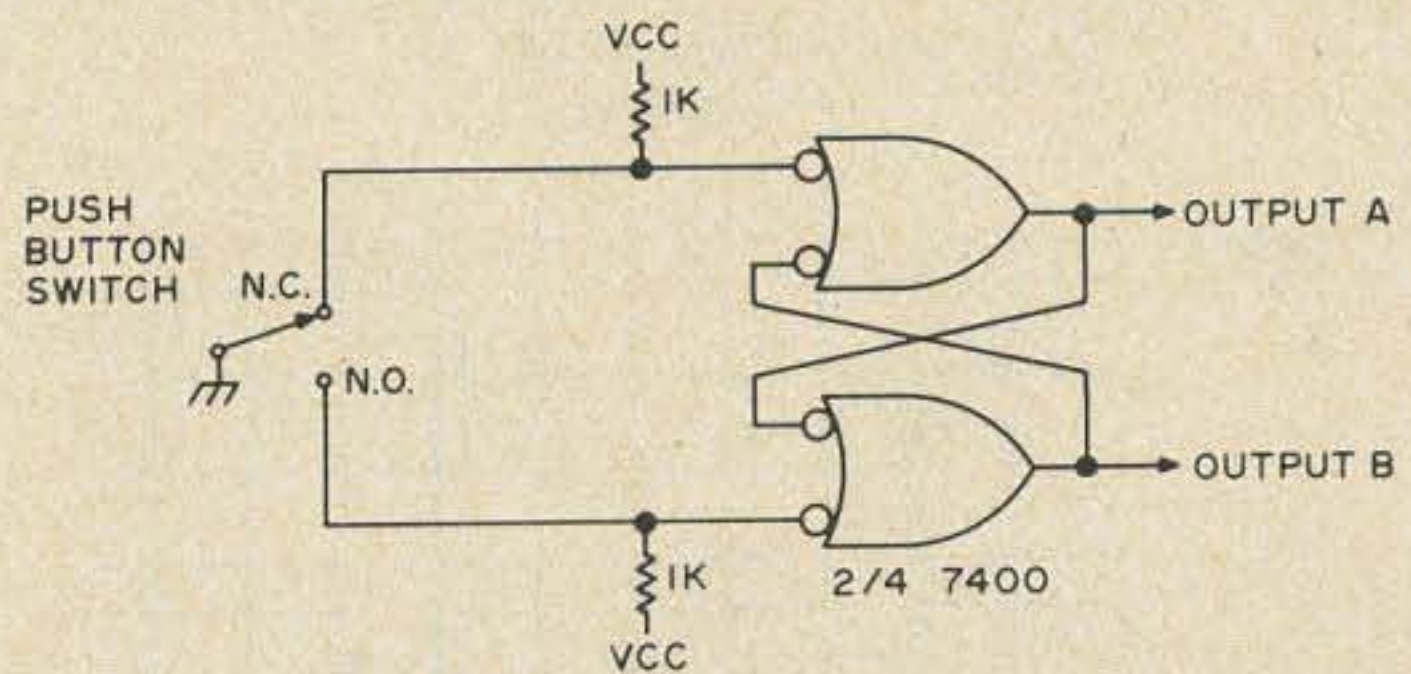 VCC
1K
PUSH
BUTTON
SWITCH
N.C.
N.O.
OUTPUT A
OUTPUT B
1K
2/4 7400
VCC